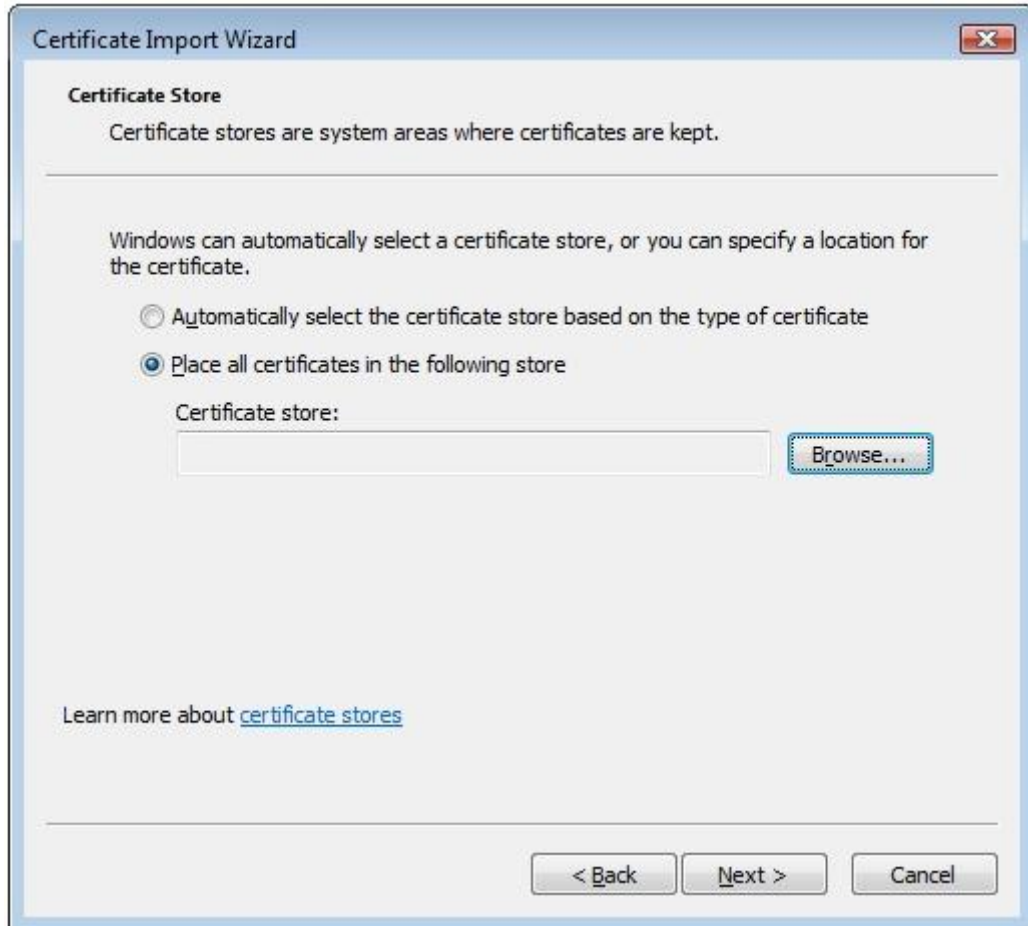 Certificate Import Wizard
Certificate Store
Certificate stores are system areas where certificates are kept.
Windows can automatically select a certificate store, or you can specify a location for
the certificate.
Automatically select the certificate store based on the type of certificate
Place all certificates in the following store
Certificate store:
Browse...
Learn more about certificate stores
< Back
Next >
Cancel